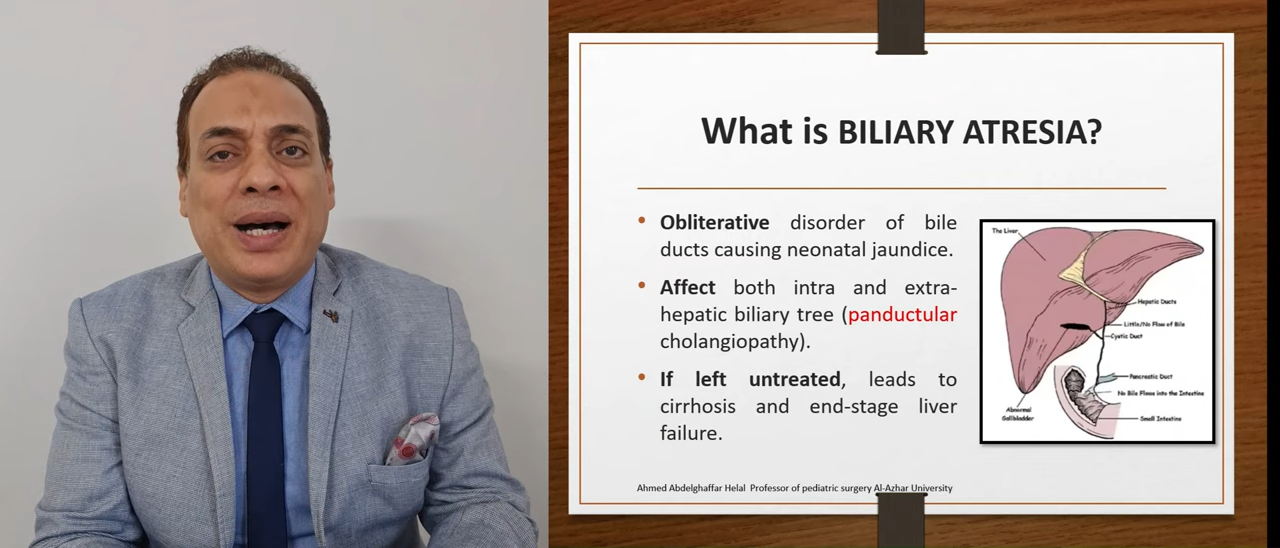 What is BILIARY ATRESIA?
• Obliterative disorder of bile
ducts causing neonatal jaundice.
• Affect both intra and extra-
hepatic biliary tree (panductular
cholangiopathy).
• If left untreated, leads to
cirrhosis and end-stage liver
failure.
The Liver
Hepatic Ducts
Little/No Flow of Bile
Cystic Duct
Pancreatic Duct
No Bile Flows into the Intestine
Abnormal
Gallbladder
Small Intestine
Ahmed Abdelghaffar Helal Professor of pediatric surgery Al-Azhar University